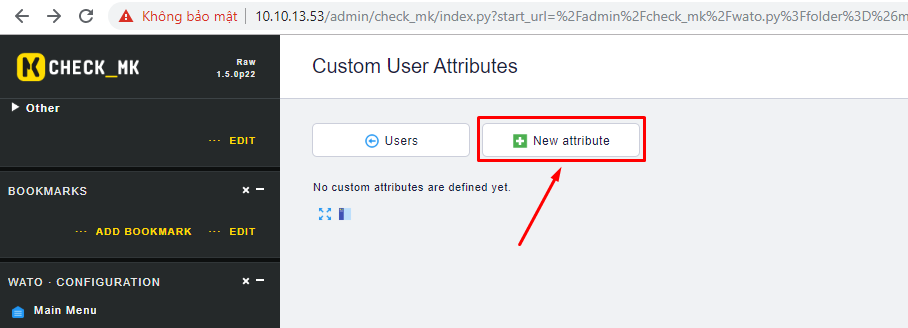 Không bảo mật | 10.10.13.53/admin/check_mk/index.py?start_url=%2Fadmin%2Fcheck_mk%2Fwato.py%3Ffolder%3D%26m
CHECK_MK
Raw
1.5.0p22
Custom User Attributes
Other
··· EDIT
Users
New attribute
No custom attributes are defined yet.
BOOKMARKS
··· ADD BOOKMARK ··· EDIT
WATO · CONFIGURATION
Main Menu